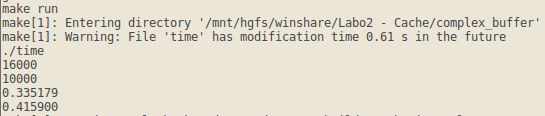 make run
make[1]: Entering directory '/mnt/hgfs/winshare/Labo2 - Cache/complex_buffer'
make[1]: Warning: File 'time' has modification time 0.61 s in the future
./time
16000
10000
0.335179
0.415900